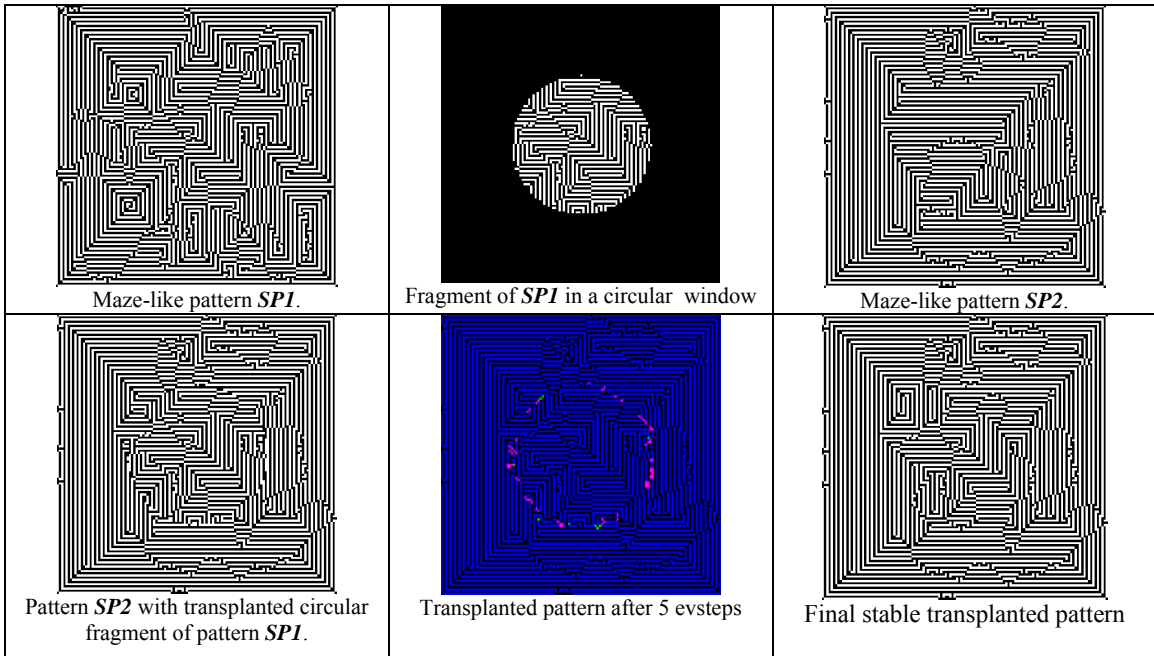 Maze-like pattern SP1.
Fragment of SP1 in a circular window
Maze-like pattern SP2.
Pattern SP2 with transplanted circular
fragment of pattern SP1.
Transplanted pattern after 5 evsteps
Final stable transplanted pattern